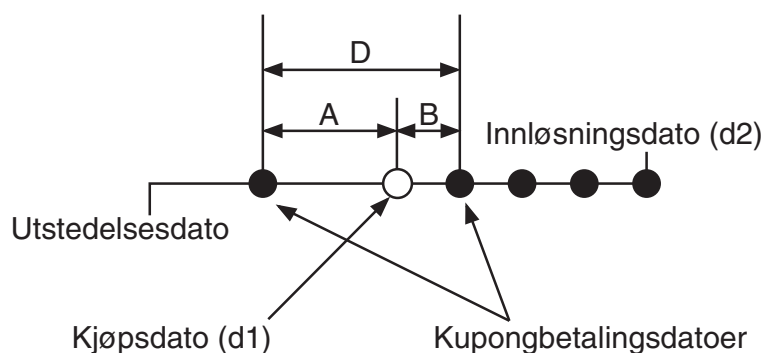 D
A
B
Innløsningsdato (d2)
Utstedelsesdato
Kjøpsdato (d1)
Kupongbetalingsdatoer